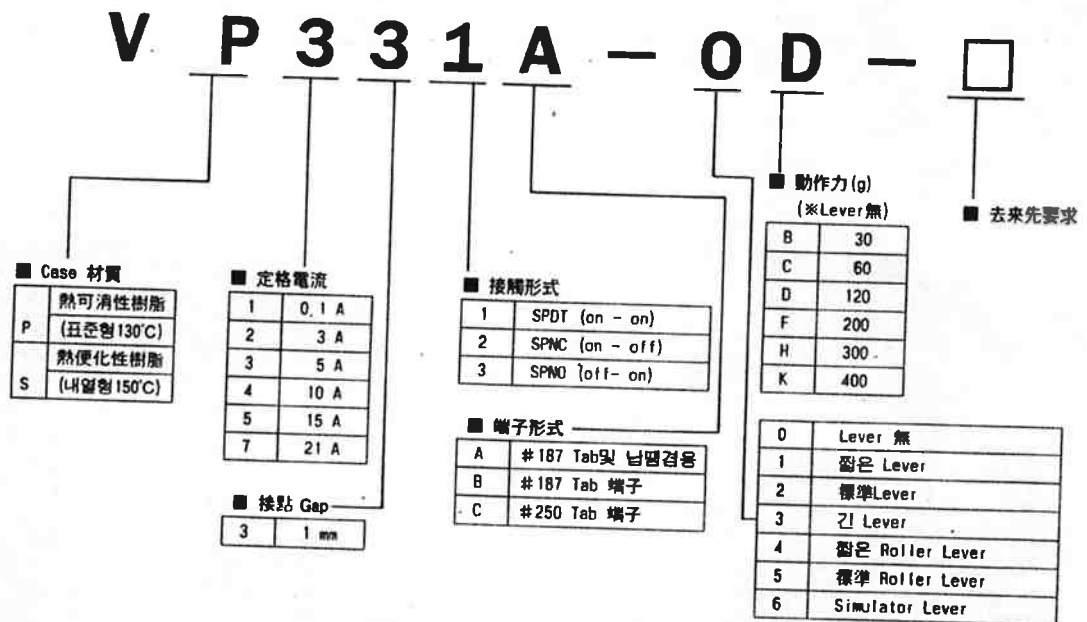 V P 3 3 1 A - 0 D - □
■ Case 材質
P 熱可消性樹脂
(표준형130℃)
S 熱便化性樹脂
(내열형150℃)
■ 定格電流
1 0.1 A
2 3 A
3 5 A
4 10 A
5 15 A
7 21 A
■ 接點 Gap
3 1 mm
■ 接觸形式
1 SPDT (on - on)
2 SPNC (on - off)
3 SPNO (off- on)
■ 端子形式
A #187 Tab및 납땜겸용
B #187 Tab 端子
C #250 Tab 端子
■ 動作力(g)
(※Lever無)
B 30
C 60
D 120
F 200
H 300
K 400
0 Lever 無
1 짧은 Lever
2 標準Lever
3 긴 Lever
4 짧은 Roller Lever
5 標準 Roller Lever
6 Simulator Lever
■ 去來先要求